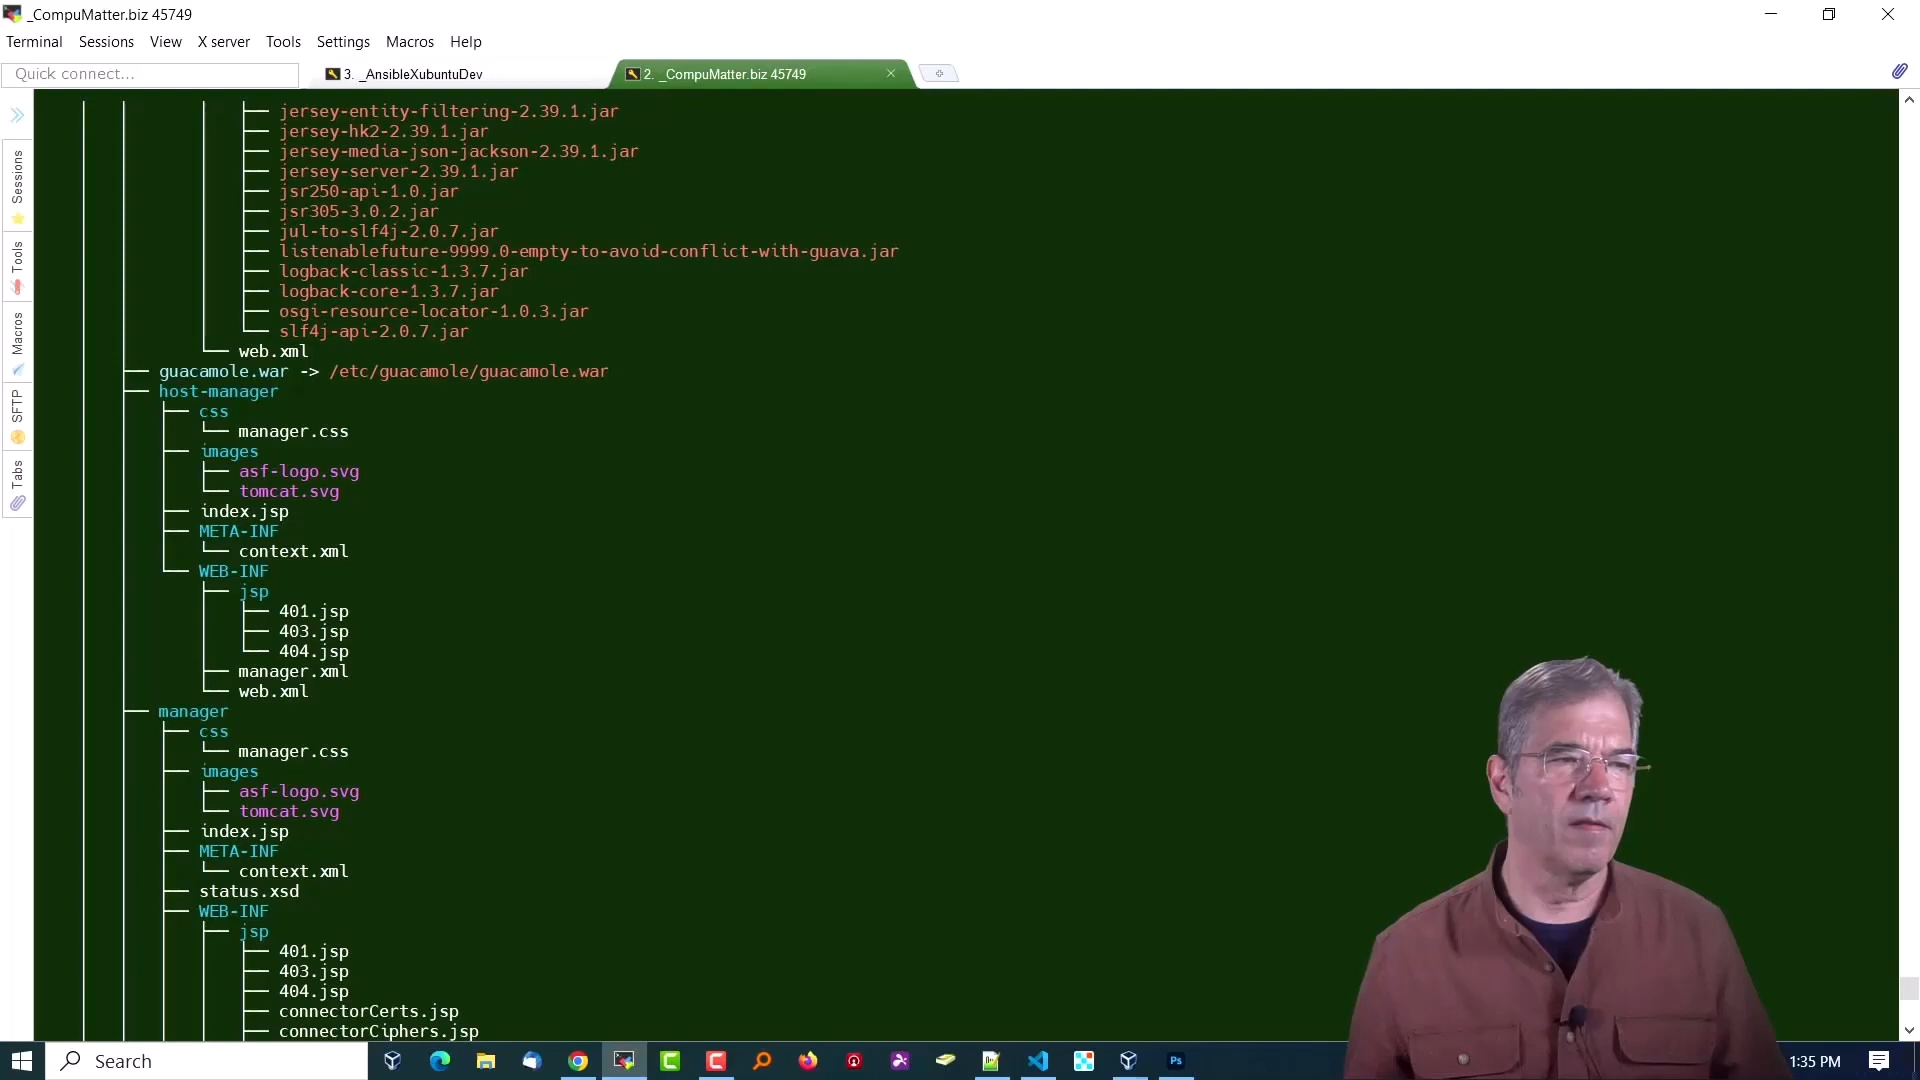 _CompuMatter.biz 45749
Terminal Sessions View X server Tools Settings Macros Help
Quick connect...
3. _AnsibleXubuntuDev
2. _CompuMatter.biz 45749
Sessions
Tools
Macros
SFTP
Tabs
├── jersey-entity-filtering-2.39.1.jar
├── jersey-hk2-2.39.1.jar
├── jersey-media-json-jackson-2.39.1.jar
├── jersey-server-2.39.1.jar
├── jsr250-api-1.0.jar
├── jsr305-3.0.2.jar
├── jul-to-slf4j-2.0.7.jar
├── listenablefuture-9999.0-empty-to-avoid-conflict-with-guava.jar
├── logback-classic-1.3.7.jar
├── logback-core-1.3.7.jar
├── osgi-resource-locator-1.0.3.jar
└── slf4j-api-2.0.7.jar
└── web.xml
├── guacamole.war -> /etc/guacamole/guacamole.war
├── host-manager
├── css
└── manager.css
├── images
├── asf-logo.svg
└── tomcat.svg
├── index.jsp
├── META-INF
└── context.xml
└── WEB-INF
├── jsp
├── 401.jsp
├── 403.jsp
└── 404.jsp
├── manager.xml
└── web.xml
├── manager
├── css
└── manager.css
├── images
├── asf-logo.svg
└── tomcat.svg
├── index.jsp
├── META-INF
└── context.xml
├── status.xsd
├── WEB-INF
├── jsp
├── 401.jsp
├── 403.jsp
├── 404.jsp
├── connectorCerts.jsp
├── connectorCiphers.jsp
Search
Ps
1:35 PM